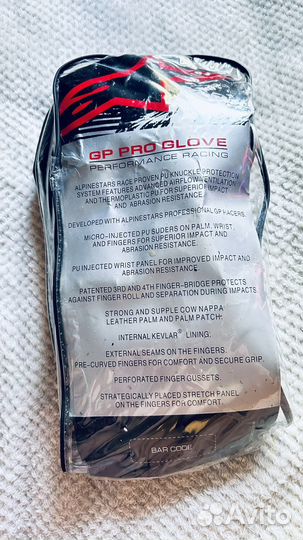 GP PRO GLOVE
PERFORMANCE RACING
ALPINESTARS RACE PROVEN PU KNUCKLE PROTECTION
SYSTEM FEATURES ADVANCED AIRFLOW VENTILATION
AND THERMOPLASTIC PU FOR SUPERIOR IMPACT
AND ABRASION RESISTANCE.
DEVELOPED WITH ALPINESTARS PROFESSIONAL GP RACERS.
MICRO-INJECTED PU SLIDERS ON PALM, WRIST,
AND FINGERS FOR SUPERIOR IMPACT AND
ABRASION RESISTANCE.
PU INJECTED WRIST PANEL FOR IMPROVED IMPACT AND
ABRASION RESISTANCE.
PATENTED 3RD AND 4TH FINGER-BRIDGE PROTECTS
AGAINST FINGER ROLL AND SEPARATION DURING IMPACTS.
STRONG AND SUPPLE COW NAPPA
LEATHER PALM AND PALM PATCH.
INTERNAL KEVLAR® LINING.
EXTERNAL SEAMS ON THE FINGERS.
PRE-CURVED FINGERS FOR COMFORT AND SECURE GRIP.
PERFORATED FINGER GUSSETS.
STRATEGICALLY PLACED STRETCH PANEL
ON THE FINGERS FOR COMFORT.
BAR CODE
Avito